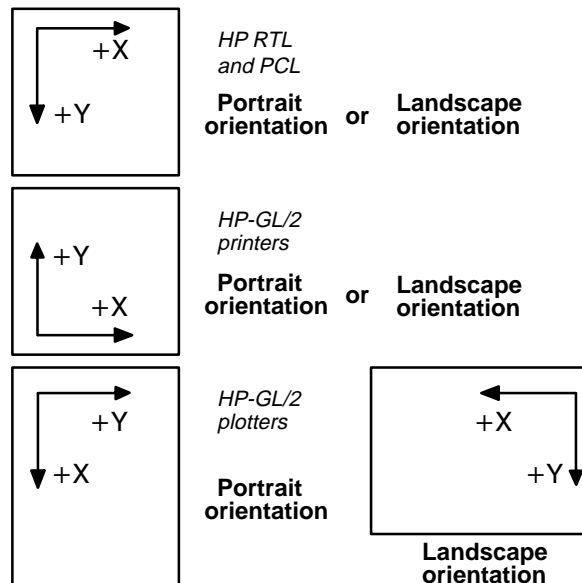 +X
+Y
HP RTL
and PCL
Portrait
orientation
or
Landscape
orientation
+Y
+X
HP-GL/2
printers
Portrait
orientation
or
Landscape
orientation
+Y
+X
HP-GL/2
plotters
Portrait
orientation
+X
+Y
Landscape
orientation